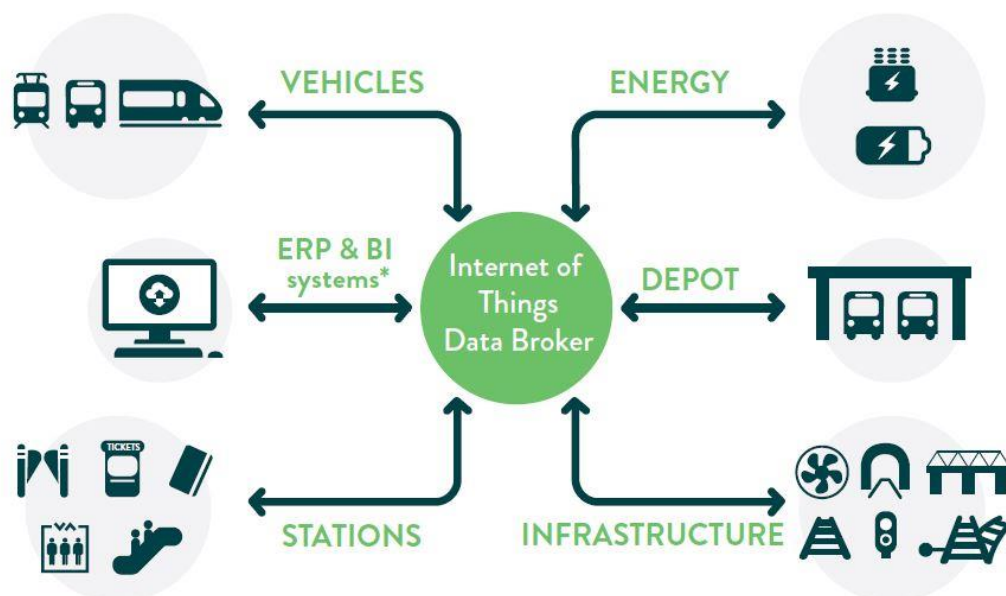 VEHICLES
ENERGY
ERP & BI
systems*
Internet of
Things
Data Broker
DEPOT
TICKETS
STATIONS
INFRASTRUCTURE